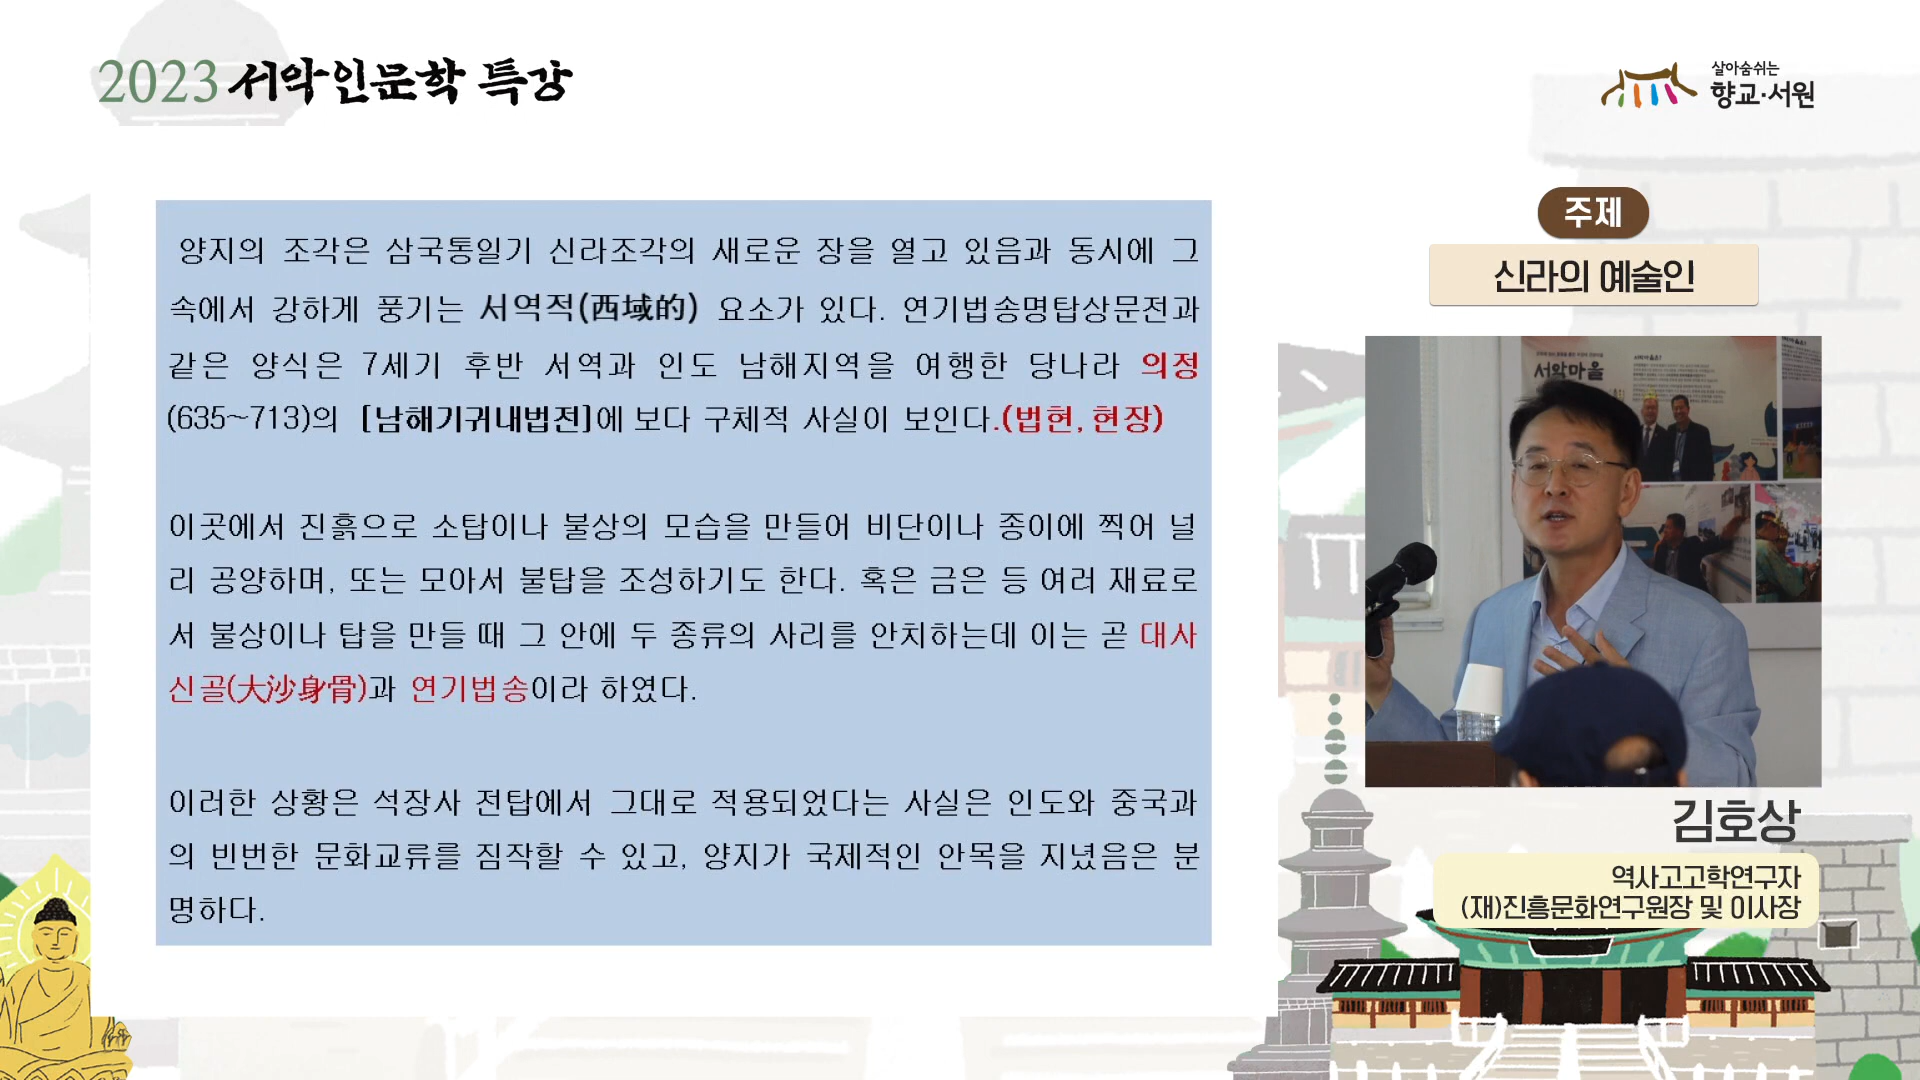 2023 서악인문학 특강
살아숨쉬는
향교·서원
양지의 조각은 삼국통일기 신라조각의 새로운 장을 열고 있음과 동시에 그
속에서 강하게 풍기는 서역적(西域的) 요소가 있다. 연기법송명탑상문전과
같은 양식은 7세기 후반 서역과 인도 남해지역을 여행한 당나라 의정
(635~713)의 [남해기귀내법전]에 보다 구체적 사실이 보인다.(법현, 현장)
이곳에서 진흙으로 소탑이나 불상의 모습을 만들어 비단이나 종이에 찍어 널
리 공양하며, 또는 모아서 불탑을 조성하기도 한다. 혹은 금은 등 여러 재료로
서 불상이나 탑을 만들 때 그 안에 두 종류의 사리를 안치하는데 이는 곧 대사
신골(大沙身骨)과 연기법송이라 하였다.
이러한 상황은 석장사 전탑에서 그대로 적용되었다는 사실은 인도와 중국과
의 빈번한 문화교류를 짐작할 수 있고, 양지가 국제적인 안목을 지녔음은 분
명하다.
주제
신라의 예술인
서악마을
김호상
역사고고학연구자
(재)진흥문화연구원장 및 이사장